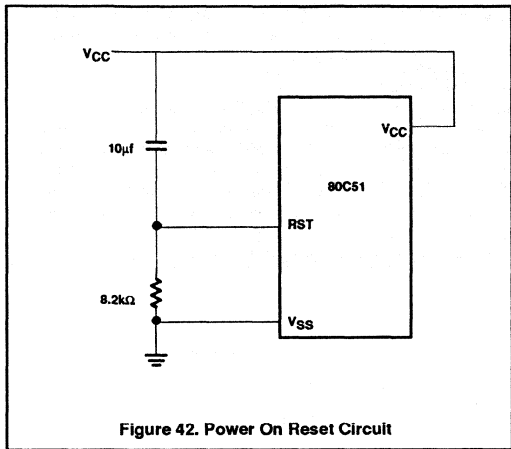 VCC
VCC
10µf
80C51
RST
8.2kΩ
VSS
Figure 42. Power On Reset Circuit